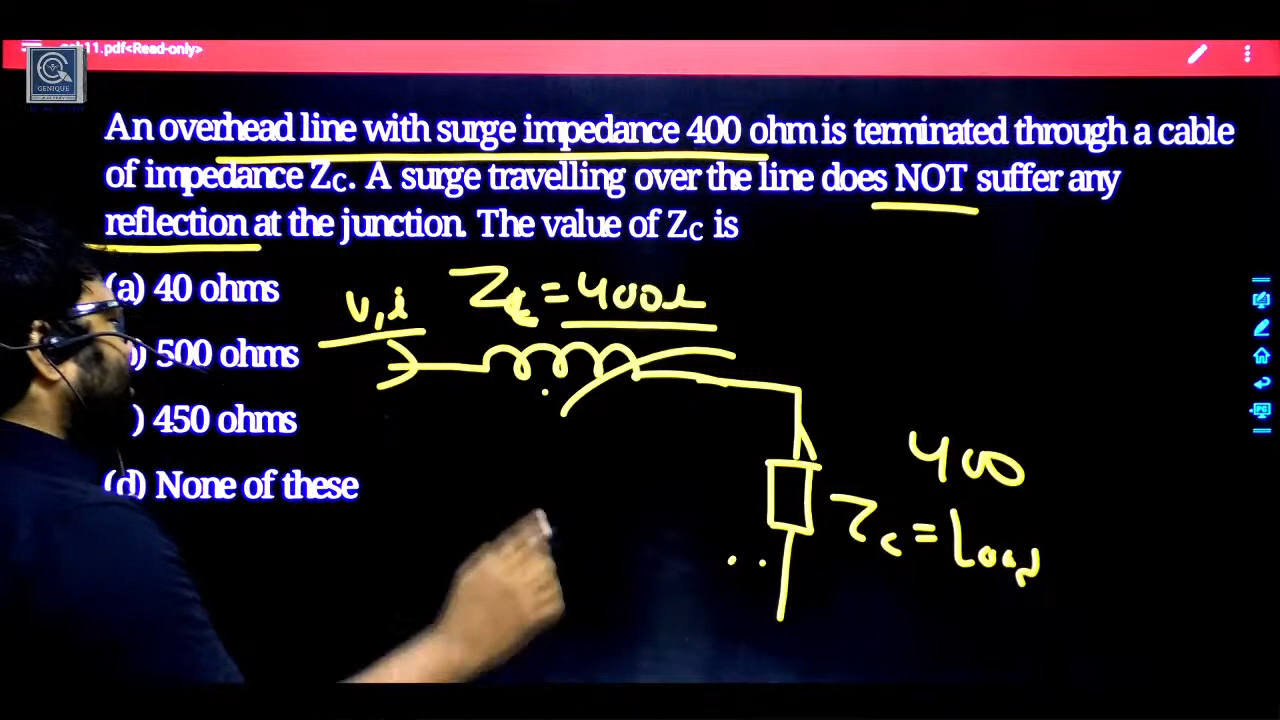 11.pdf<Read-only>
GENIQUE
An overhead line with surge impedance 400 ohm is terminated through a cable
of impedance ZC. A surge travelling over the line does NOT suffer any
reflection at the junction. The value of ZC is
(a) 40 ohms
) 500 ohms
) 450 ohms
(d) None of these
V, i
= 400Ω
400
Zc = Load
PG